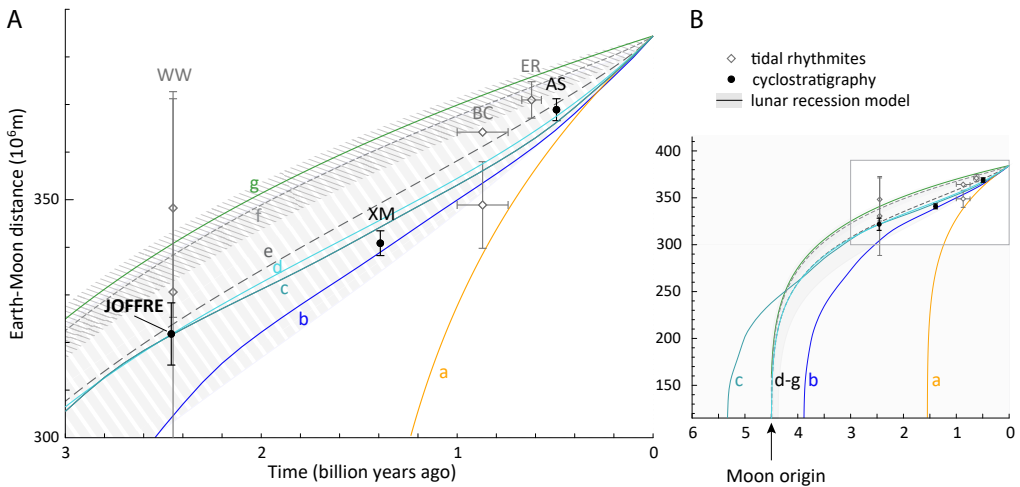 A
Earth-Moon distance (10⁶m)
350
300
3
2
1
0
Time (billion years ago)
WW
ER
AS
BC
g
f
e
d
c
XM
b
a
JOFFRE
B
tidal rhythmites
cyclostratigraphy
lunar recession model
400
350
300
250
200
150
c
d-g
b
a
6
5
4
3
2
1
0
Moon origin